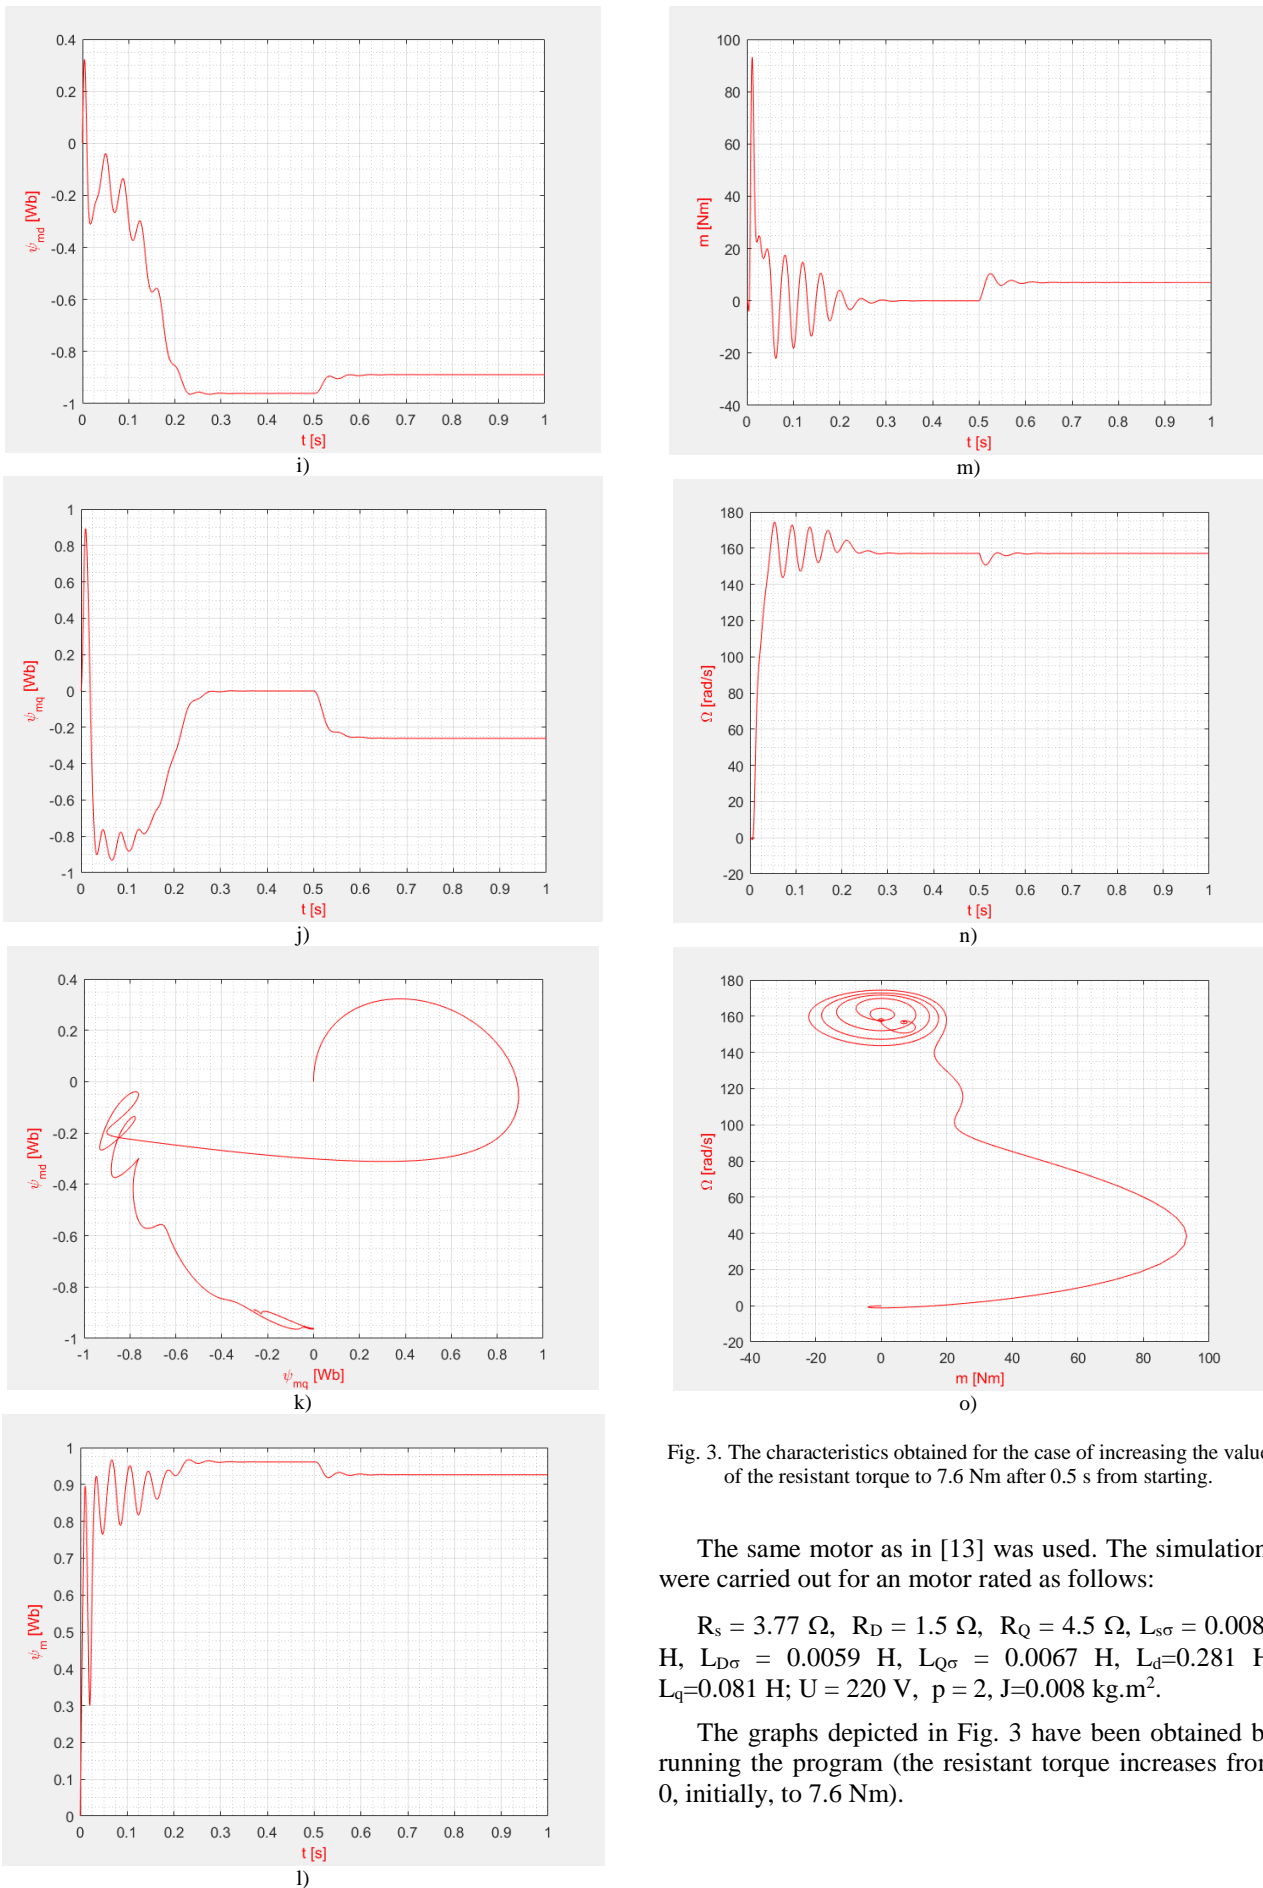 0.4
0.2
0
-0.2
-0.4
-0.6
-0.8
-1
ψmd [Wb]
0 0.1 0.2 0.3 0.4 0.5 0.6 0.7 0.8 0.9 1
t [s]
i)
1
0.8
0.6
0.4
0.2
0
-0.2
-0.4
-0.6
-0.8
-1
ψmq [Wb]
0 0.1 0.2 0.3 0.4 0.5 0.6 0.7 0.8 0.9 1
t [s]
j)
0.4
0.2
0
-0.2
-0.4
-0.6
-0.8
-1
ψmd [Wb]
-1 -0.8 -0.6 -0.4 -0.2 0 0.2 0.4 0.6 0.8 1
ψmq [Wb]
k)
1
0.9
0.8
0.7
0.6
0.5
0.4
0.3
0.2
0.1
0
ψm [Wb]
0 0.1 0.2 0.3 0.4 0.5 0.6 0.7 0.8 0.9 1
t [s]
l)
100
80
60
40
20
0
-20
-40
m [Nm]
0 0.1 0.2 0.3 0.4 0.5 0.6 0.7 0.8 0.9 1
t [s]
m)
180
160
140
120
100
80
60
40
20
0
-20
Ω [rad/s]
0 0.1 0.2 0.3 0.4 0.5 0.6 0.7 0.8 0.9 1
t [s]
n)
180
160
140
120
100
80
60
40
20
0
-20
Ω [rad/s]
-40 -20 0 20 40 60 80 100
m [Nm]
o)
Fig. 3. The characteristics obtained for the case of increasing the value
of the resistant torque to 7.6 Nm after 0.5 s from starting.
The same motor as in [13] was used. The simulation
were carried out for an motor rated as follows:
Rs = 3.77 Ω, RD = 1.5 Ω, RQ = 4.5 Ω, Lsσ = 0.008
H, LDσ = 0.0059 H, LQσ = 0.0067 H, Ld=0.281 H
Lq=0.081 H; U = 220 V, p = 2, J=0.008 kg.m².
The graphs depicted in Fig. 3 have been obtained b
running the program (the resistant torque increases fro
0, initially, to 7.6 Nm).